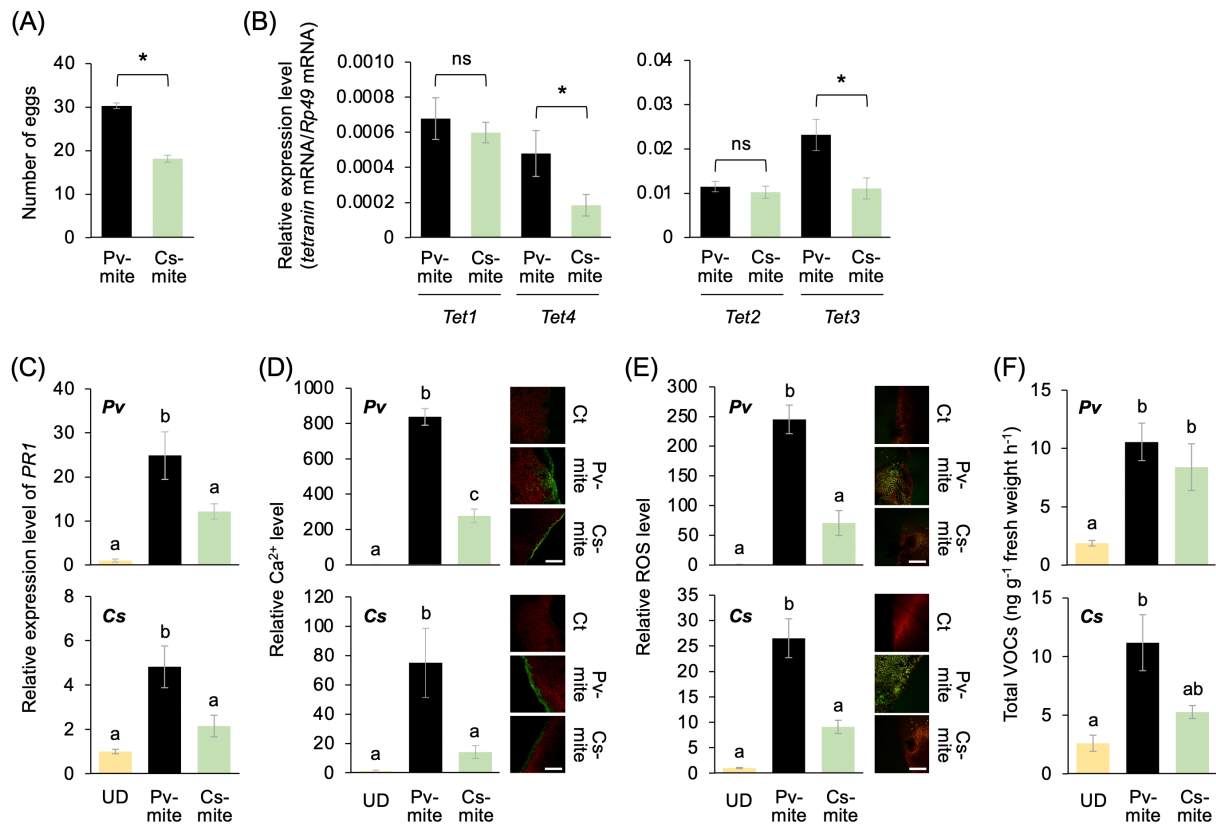 (A)
Number of eggs
40
30
20
10
0
*
Pv-
mite
Cs-
mite
(B)
Relative expression level
(tetranin mRNA/Rp49 mRNA)
0.0010
0.0008
0.0006
0.0004
0.0002
0
ns
*
Pv-
mite
Cs-
mite
Pv-
mite
Cs-
mite
Tet1
Tet4
0.04
0.03
0.02
0.01
0
ns
*
Pv-
mite
Cs-
mite
Pv-
mite
Cs-
mite
Tet2
Tet3
(C)
Relative expression level of PR1
Pv
40
30
20
10
0
a
b
a
Cs
8
6
4
2
0
a
b
a
UD
Pv-
mite
Cs-
mite
(D)
Relative Ca²⁺ level
Pv
1000
800
600
400
200
0
a
b
c
Ct
Pv-
mite
Cs-
mite
Cs
120
100
80
60
40
20
0
a
b
a
Ct
Pv-
mite
Cs-
mite
UD
Pv-
mite
Cs-
mite
(E)
Relative ROS level
Pv
300
250
200
150
100
50
0
a
b
a
Ct
Pv-
mite
Cs-
mite
Cs
35
30
25
20
15
10
5
0
a
b
a
Ct
Pv-
mite
Cs-
mite
UD
Pv-
mite
Cs-
mite
(F)
Total VOCs (ng g⁻¹ fresh weight h⁻¹)
Pv
15
10
5
0
a
b
b
Cs
15
10
5
0
a
b
ab
UD
Pv-
mite
Cs-
mite